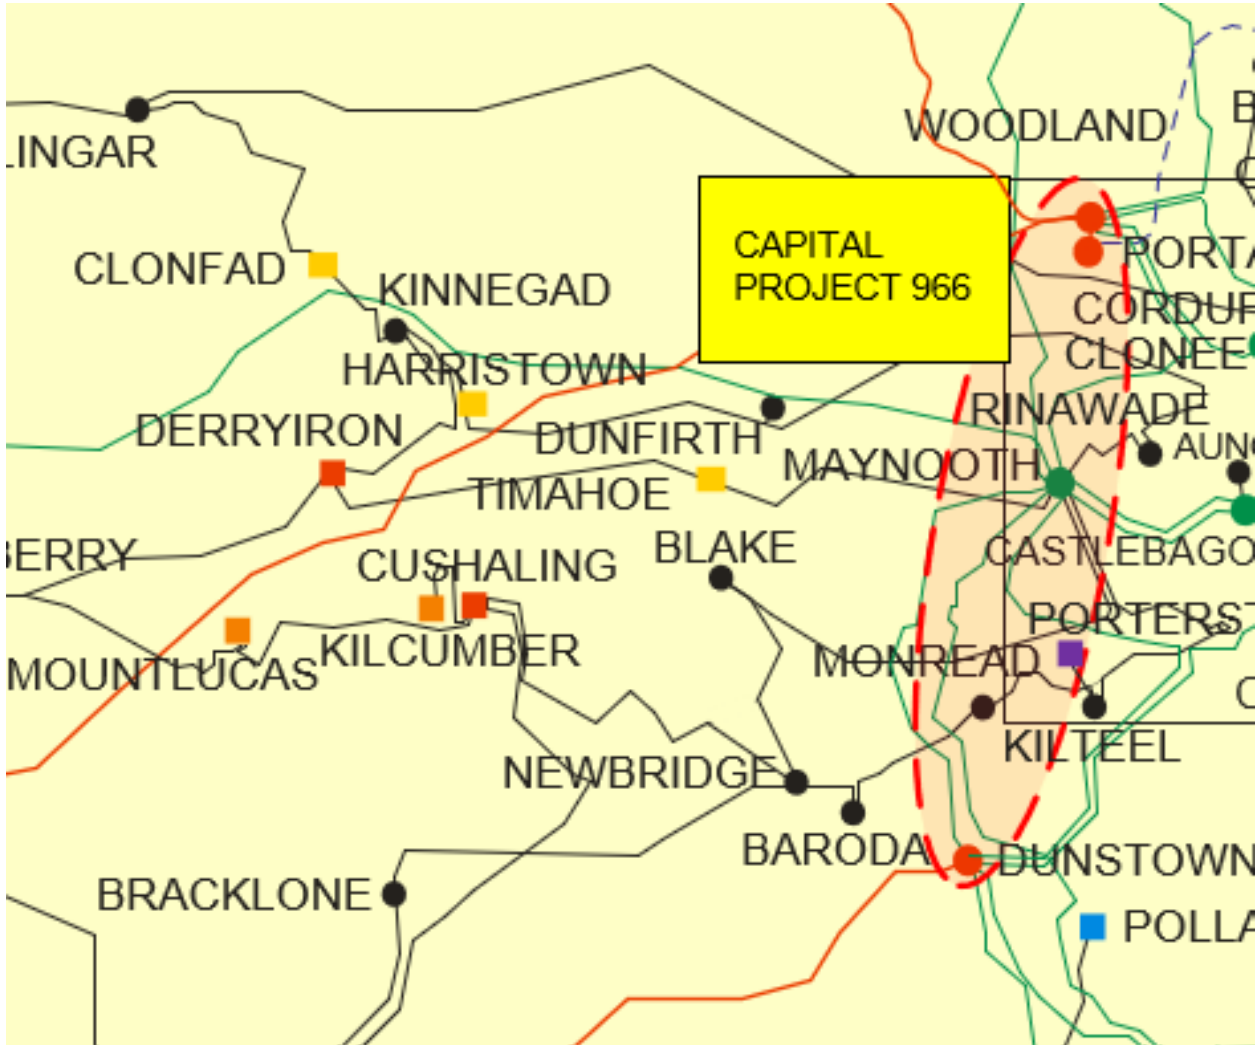 WOODLAND
LINGAR
CLONFAD
KINNEGAD
CAPITAL
PROJECT 966
PORTA
CORDUF
CLONEE
HARRISTOWN
RINAWADE
DERRYIRON
DUNFIRTH
AUNG
MAYNOOTH
TIMAHOE
BERRY
CUSHALING
BLAKE
CASTLEBAGO
PORTERST
KILCUMBER
MONREAD
MOUNTLUCAS
KILTEEL
NEWBRIDGE
BARODA
DUNSTOWN
BRACKLONE
POLLA